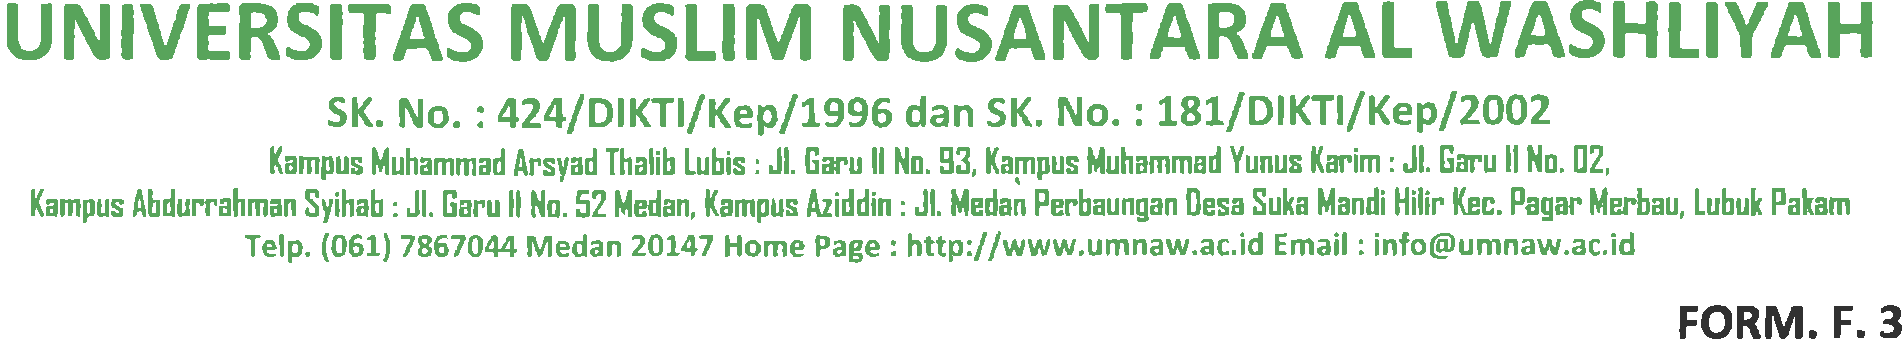 UNIVERSITAS MUSLIM NUSANTARA AL WASHLIYAH
SK. No. : 424/DIKTI/Kep/1996 dan SK. No. : 181/DIKTI/Kep/2002
Kampus Muhammad Arsyad Thalib Lubis : Jl. Garu II No. 93, Kampus Muhammad Yunus Karim : Jl. Garu II No. 02,
Kampus Abdurrahman Syihab : Jl. Garu II No. 52 Medan, Kampus Aziddin : Jl. Medan Perbaungan Desa Suka Mandi Hilir Kec. Pagar Merbau, Lubuk Pakam
Telp. (061) 7867044 Medan 20147 Home Page : http://www.umnaw.ac.id Email : info@umnaw.ac.id
FORM. F. 3